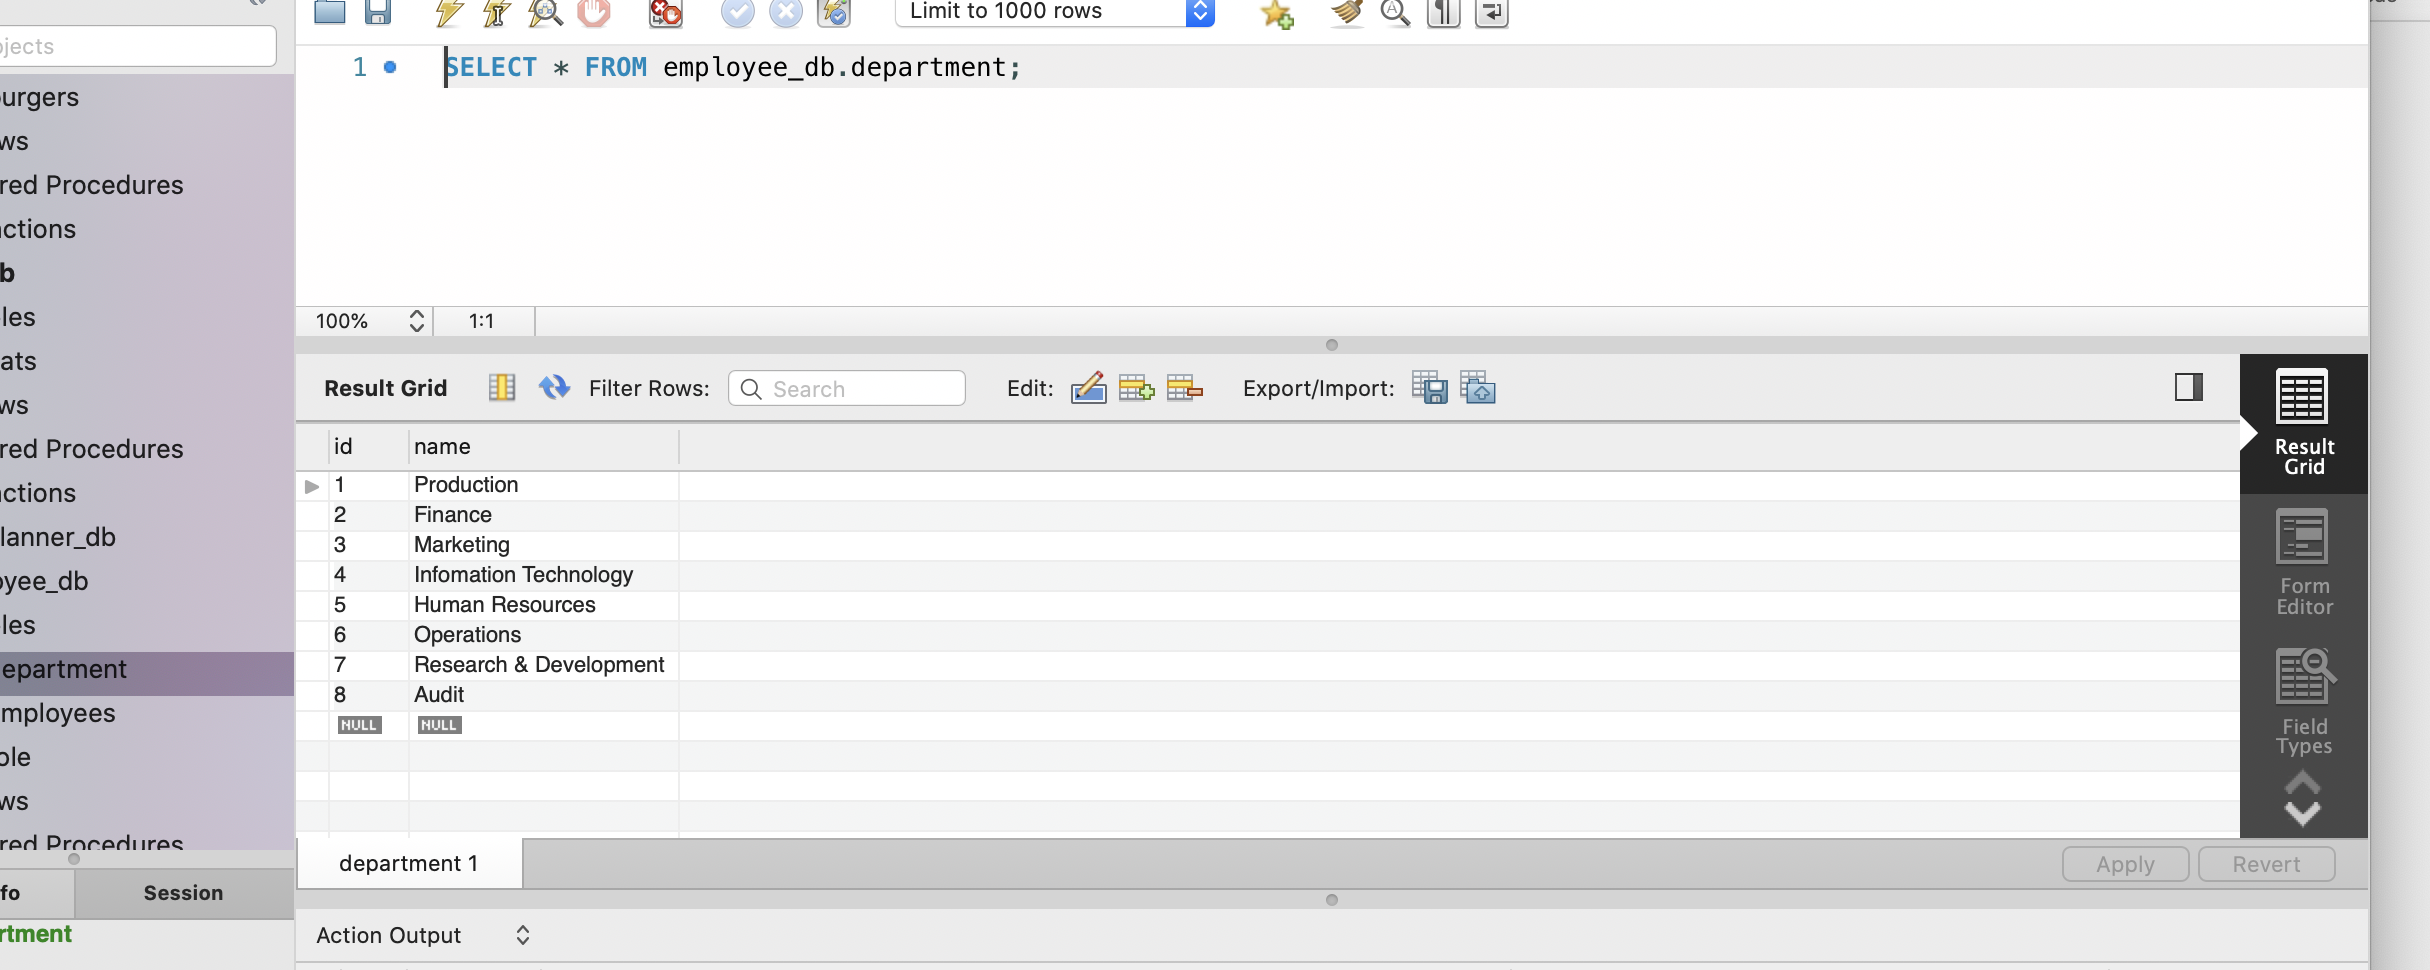 Limit to 1000 rows
jects
1 SELECT * FROM employee_db.department;
urgers
ws
red Procedures
ctions
b
les
ats
ws
red Procedures
ctions
lanner_db
oyee_db
les
epartment
mployees
ole
ws
red Procedures
fo Session
rtment
100% 1:1
Result Grid Filter Rows: Search Edit: Export/Import:
id name
1 Production
2 Finance
3 Marketing
4 Infomation Technology
5 Human Resources
6 Operations
7 Research & Development
8 Audit
NULL NULL
Result
Grid
Form
Editor
Field
Types
department 1 Apply Revert
Action Output